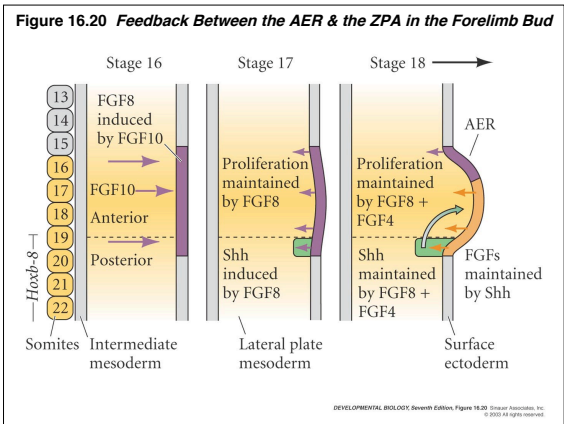 Figure 16.20 Feedback Between the AER & the ZPA in the Forelimb Bud
Stage 16
Stage 17
Stage 18
13
14
15
16
17
18
19
20
21
22
Hoxb-8
Somites
FGF8
induced
by FGF10
FGF10
Anterior
Posterior
Intermediate
mesoderm
Proliferation
maintained
by FGF8
Shh
induced
by FGF8
Lateral plate
mesoderm
Proliferation
maintained
by FGF8 +
FGF4
Shh
maintained
by FGF8 +
FGF4
AER
FGFs
maintained
by Shh
Surface
ectoderm
DEVELOPMENTAL BIOLOGY, Seventh Edition, Figure 16.20 Sinauer Associates, Inc.
© 2003 All rights reserved.